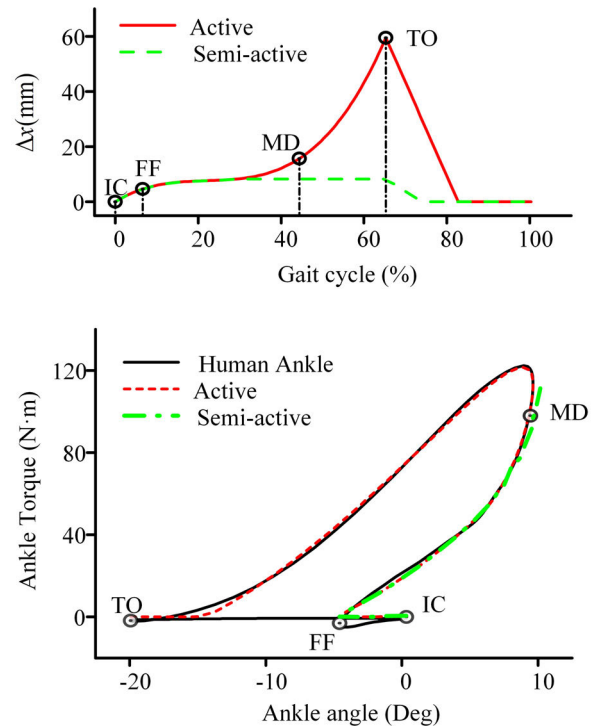 Active
Semi-active
TO
MD
FF
IC
Δx(mm)
60
40
20
0
0 20 40 60 80 100
Gait cycle (%)
Human Ankle
Active
Semi-active
MD
TO
FF
IC
Ankle Torque (N·m)
120
80
40
0
-20 -10 0 10
Ankle angle (Deg)